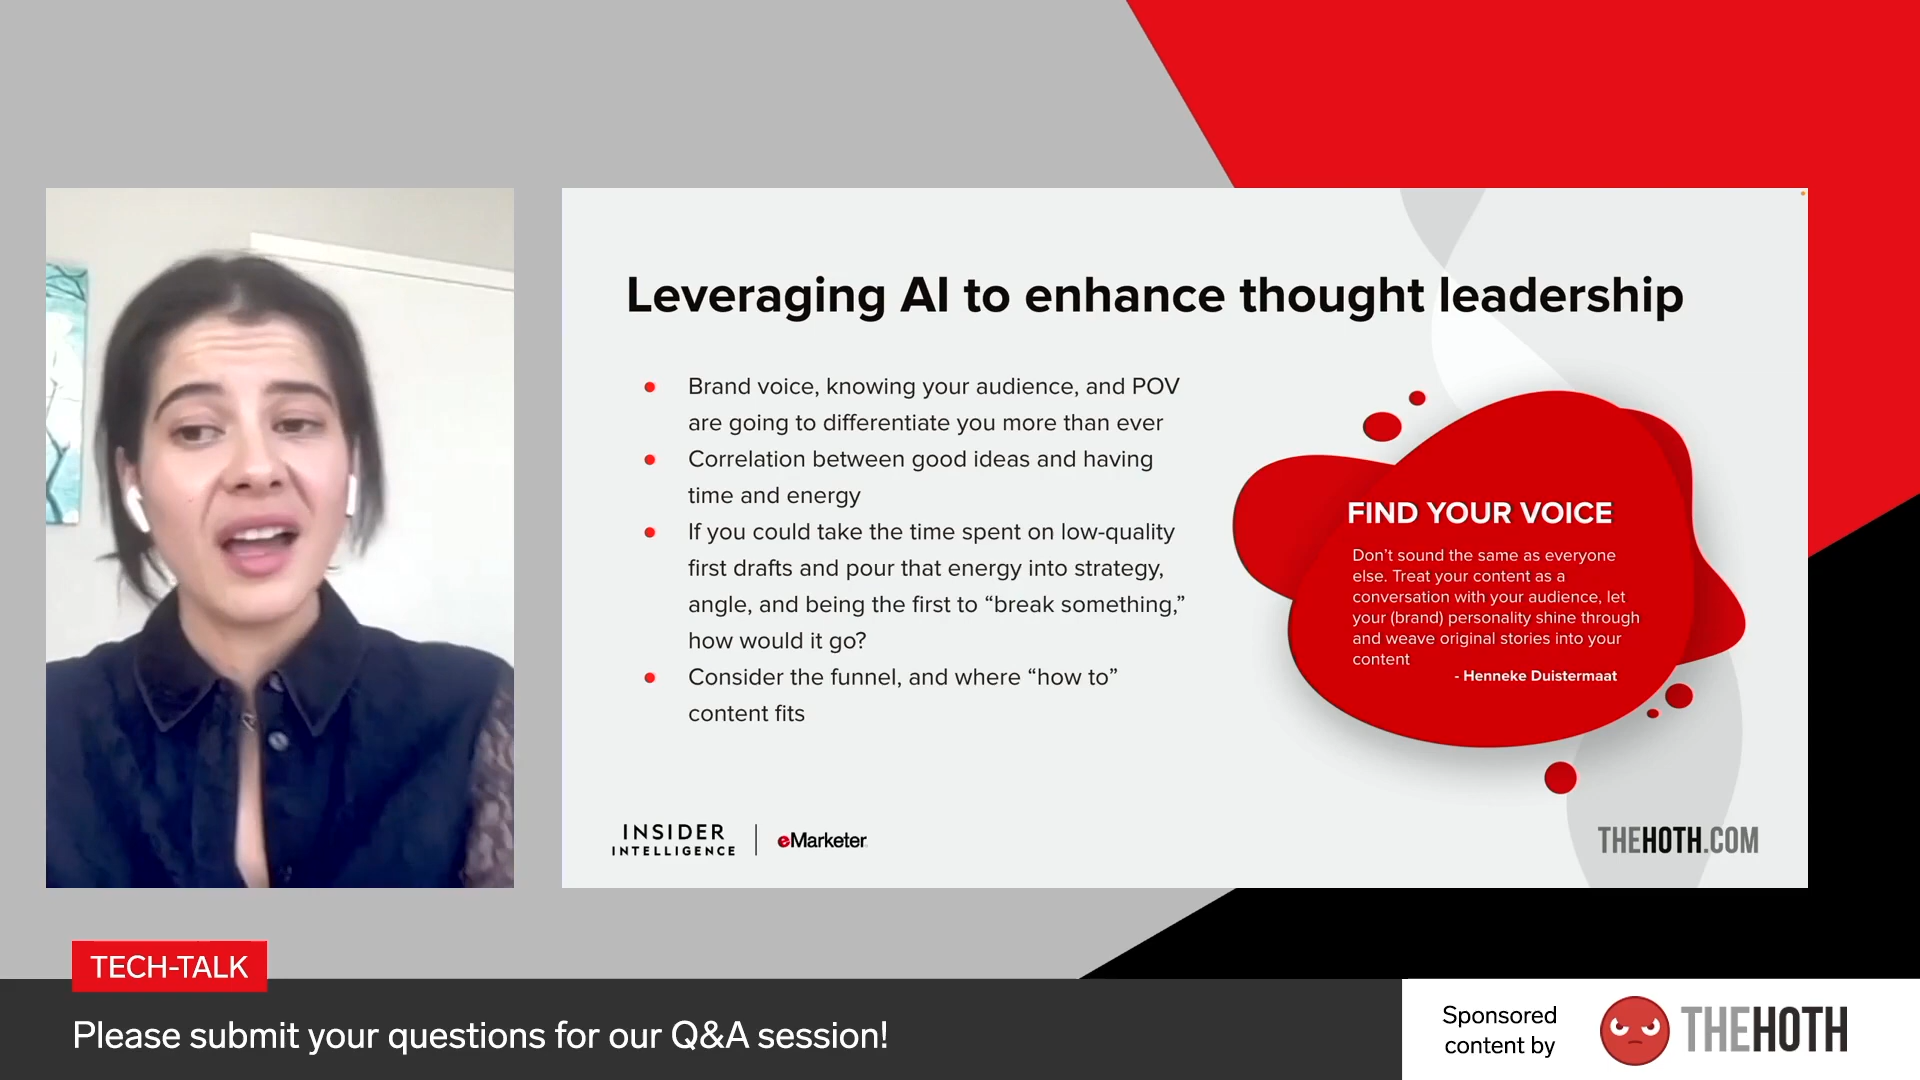 Leveraging AI to enhance thought leadership
Brand voice, knowing your audience, and POV
are going to differentiate you more than ever
Correlation between good ideas and having
time and energy
If you could take the time spent on low-quality
first drafts and pour that energy into strategy,
angle, and being the first to “break something,”
how would it go?
Consider the funnel, and where “how to”
content fits
FIND YOUR VOICE
Don’t sound the same as everyone
else. Treat your content as a
conversation with your audience, let
your (brand) personality shine through
and weave original stories into your
content
- Henneke Duistermaat
INSIDER
INTELLIGENCE
eMarketer
THEHOTH.COM
TECH-TALK
Please submit your questions for our Q&A session!
Sponsored
content by
THEHOTH